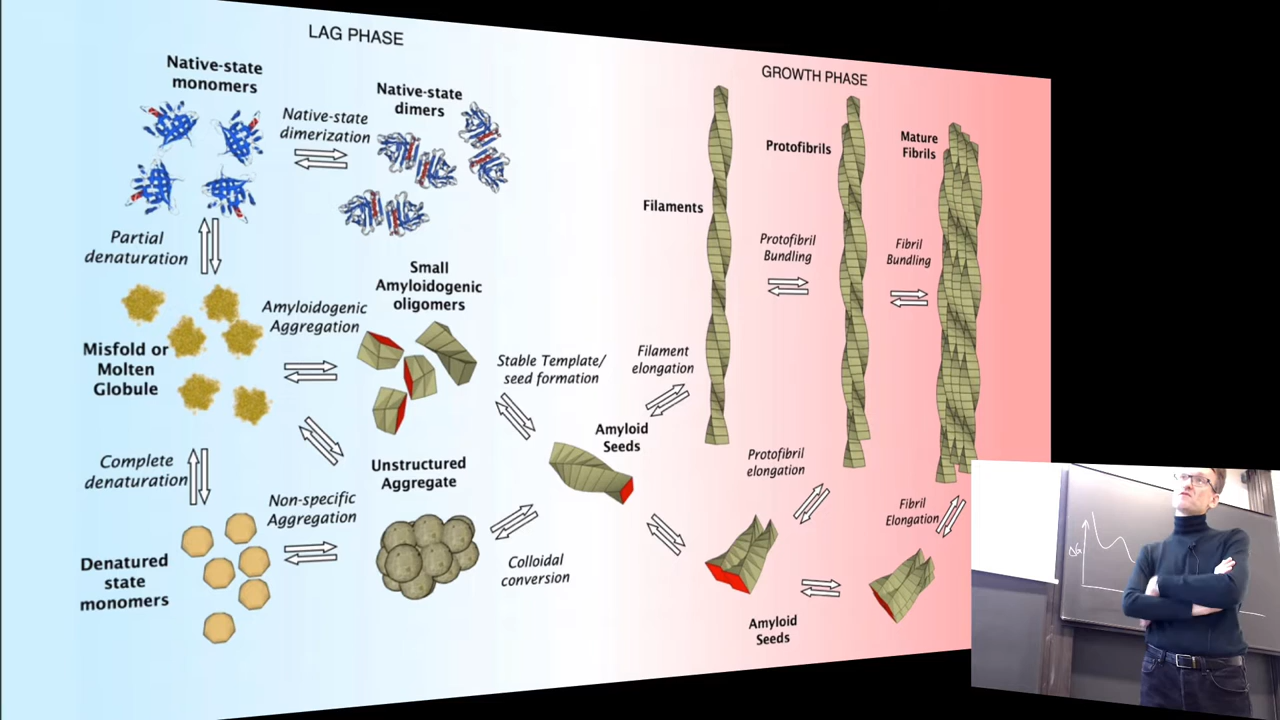 LAG PHASE
GROWTH PHASE
Native-state
monomers
Native-state
dimerization
Native-state
dimers
Partial
denaturation
Small
Amyloidogenic
oligomers
Amyloidogenic
Aggregation
Misfold or
Molten
Globule
Stable Template/
seed formation
Complete
denaturation
Non-specific
Aggregation
Unstructured
Aggregate
Colloidal
conversion
Denatured
state
monomers
Amyloid
Seeds
Filament
elongation
Filaments
Protofibrils
Protofibril
Bundling
Mature
Fibrils
Fibril
Bundling
Protofibril
elongation
Fibril
Elongation
Amyloid
Seeds